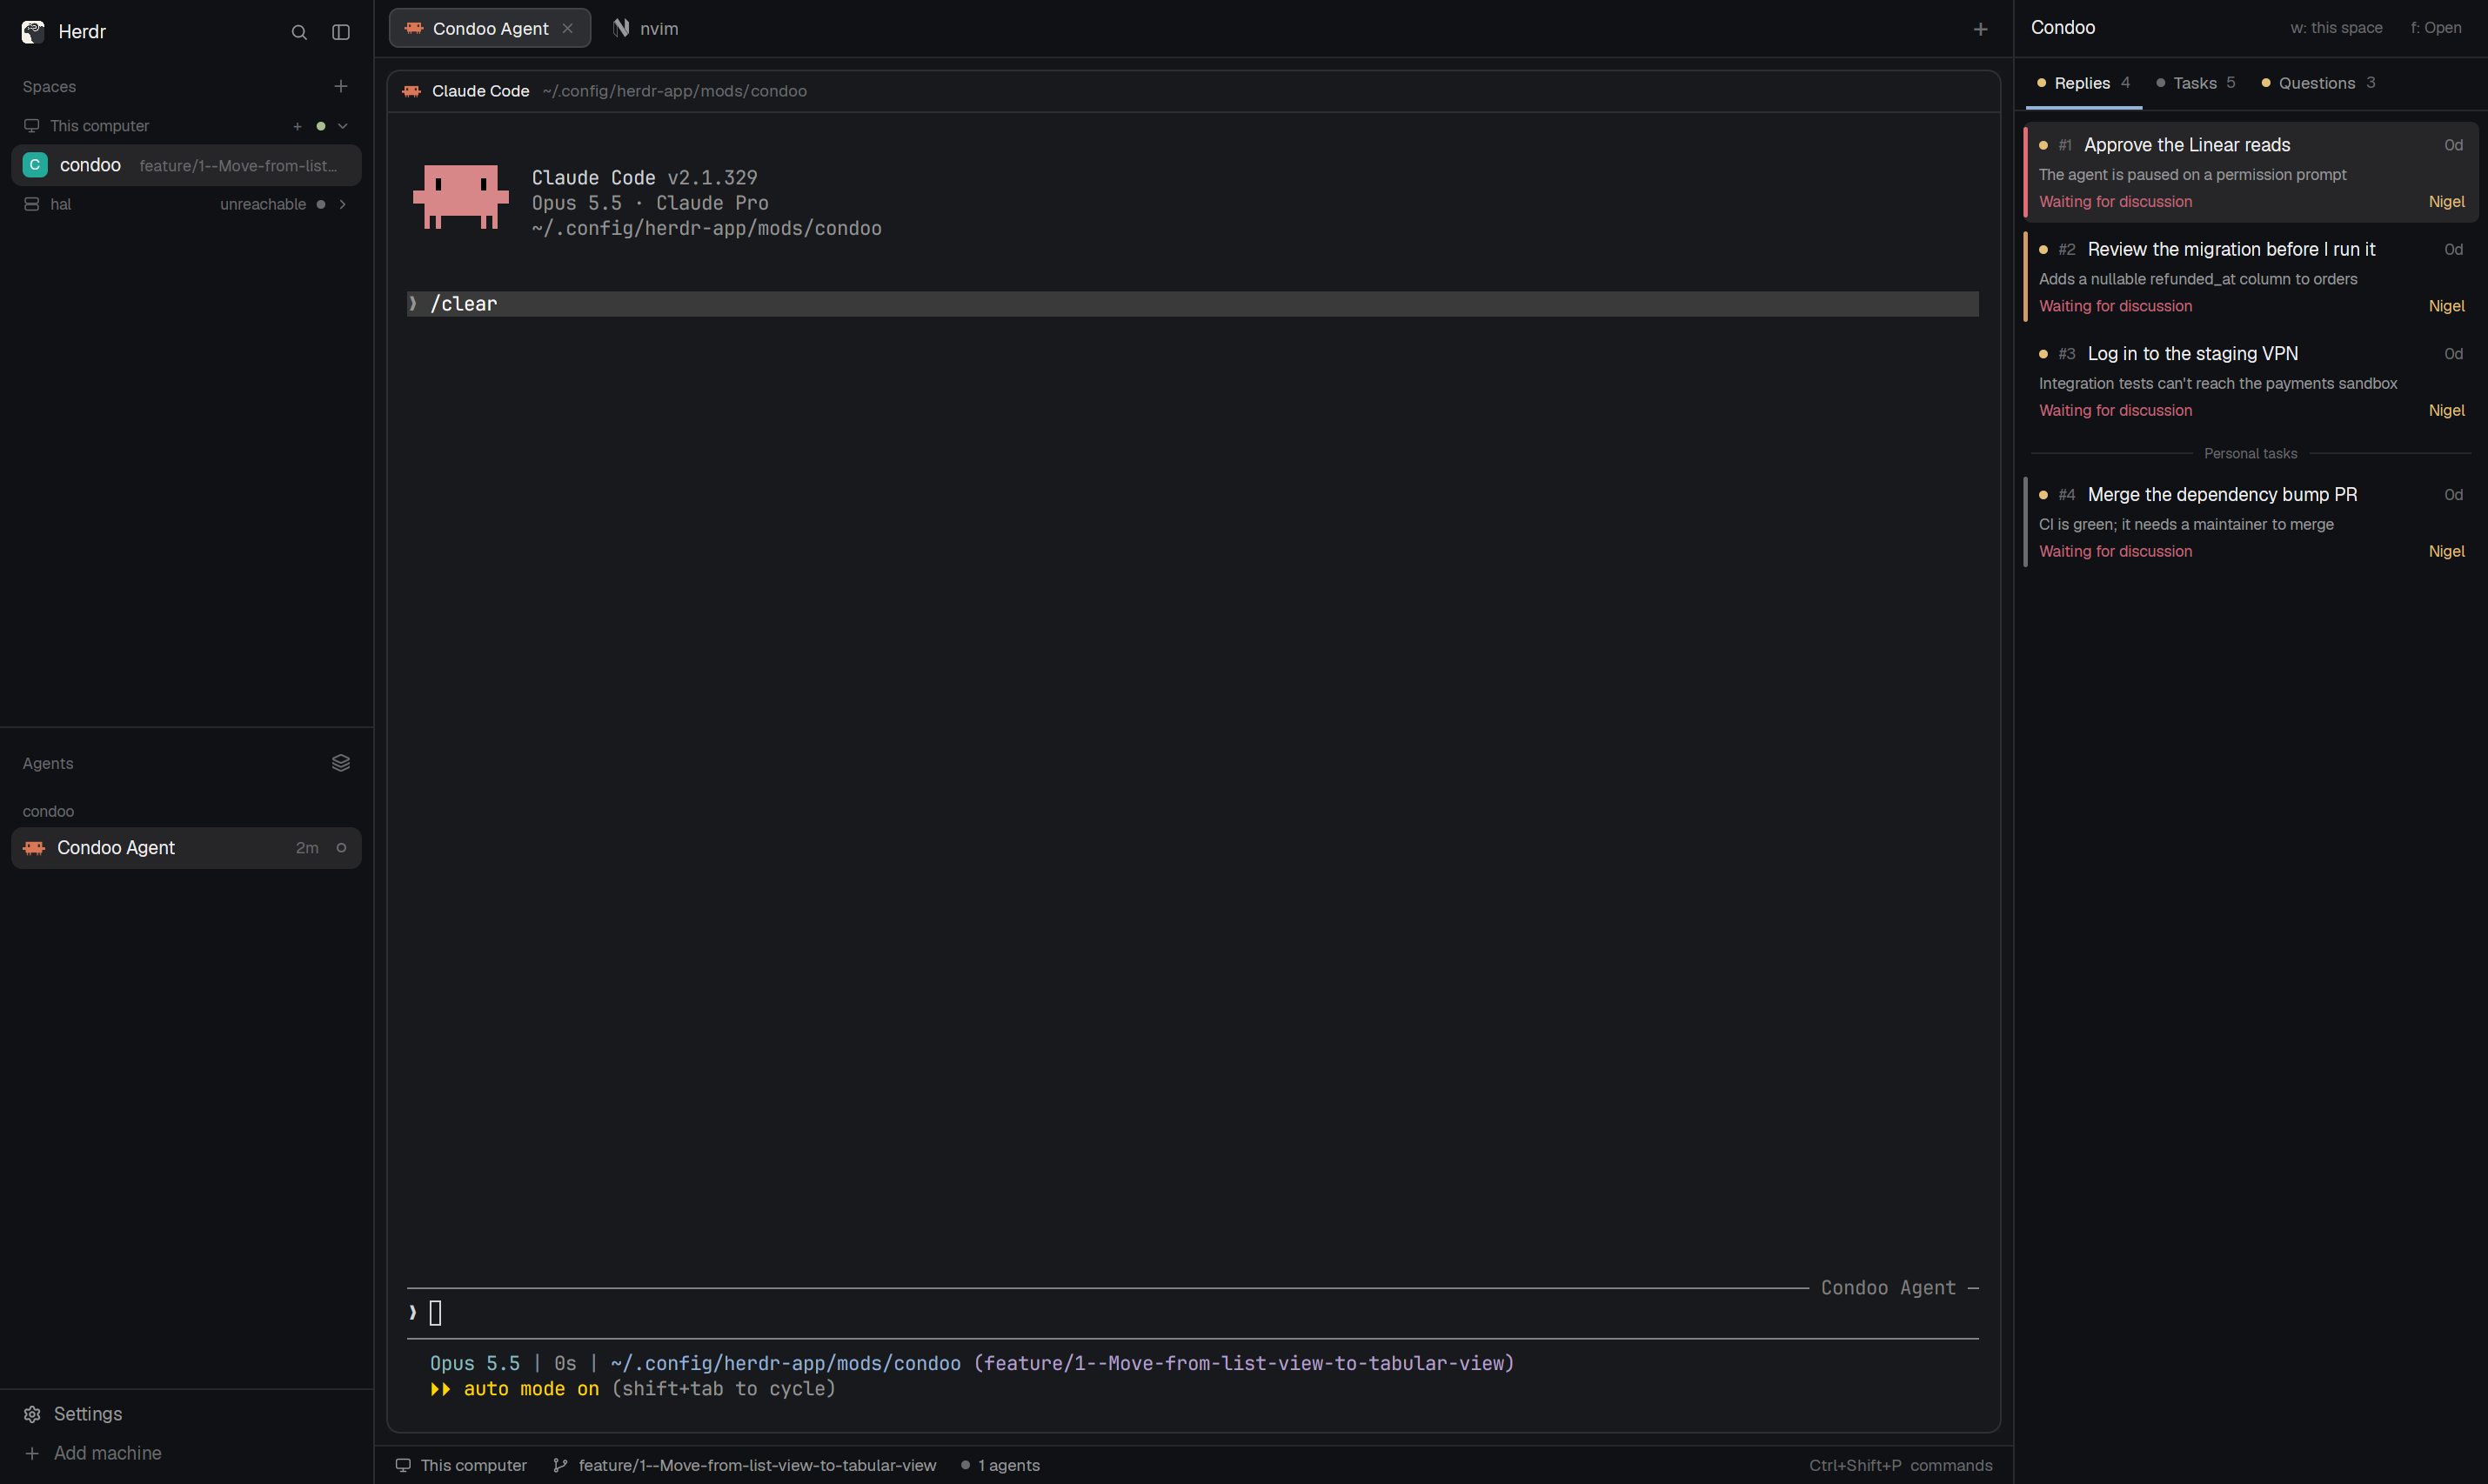 Herdr
Spaces
This computer
C condoo feature/1--Move-from-list...
hal unreachable
Agents
condoo
Condoo Agent 2m
Settings
Add machine
Condoo Agent nvim
Claude Code ~/.config/herdr-app/mods/condoo
Claude Code v2.1.329
Opus 5.5 · Claude Pro
~/.config/herdr-app/mods/condoo
❯ /clear
Condoo Agent
❯
Opus 5.5 | 0s | ~/.config/herdr-app/mods/condoo (feature/1--Move-from-list-view-to-tabular-view)
⏵⏵ auto mode on (shift+tab to cycle)
This computer feature/1--Move-from-list-view-to-tabular-view 1 agents Ctrl+Shift+P commands
Condoo w: this space f: Open
Replies 4 Tasks 5 Questions 3
#1 Approve the Linear reads 0d
The agent is paused on a permission prompt
Waiting for discussion Nigel
#2 Review the migration before I run it 0d
Adds a nullable refunded_at column to orders
Waiting for discussion Nigel
#3 Log in to the staging VPN 0d
Integration tests can't reach the payments sandbox
Waiting for discussion Nigel
Personal tasks
#4 Merge the dependency bump PR 0d
CI is green; it needs a maintainer to merge
Waiting for discussion Nigel